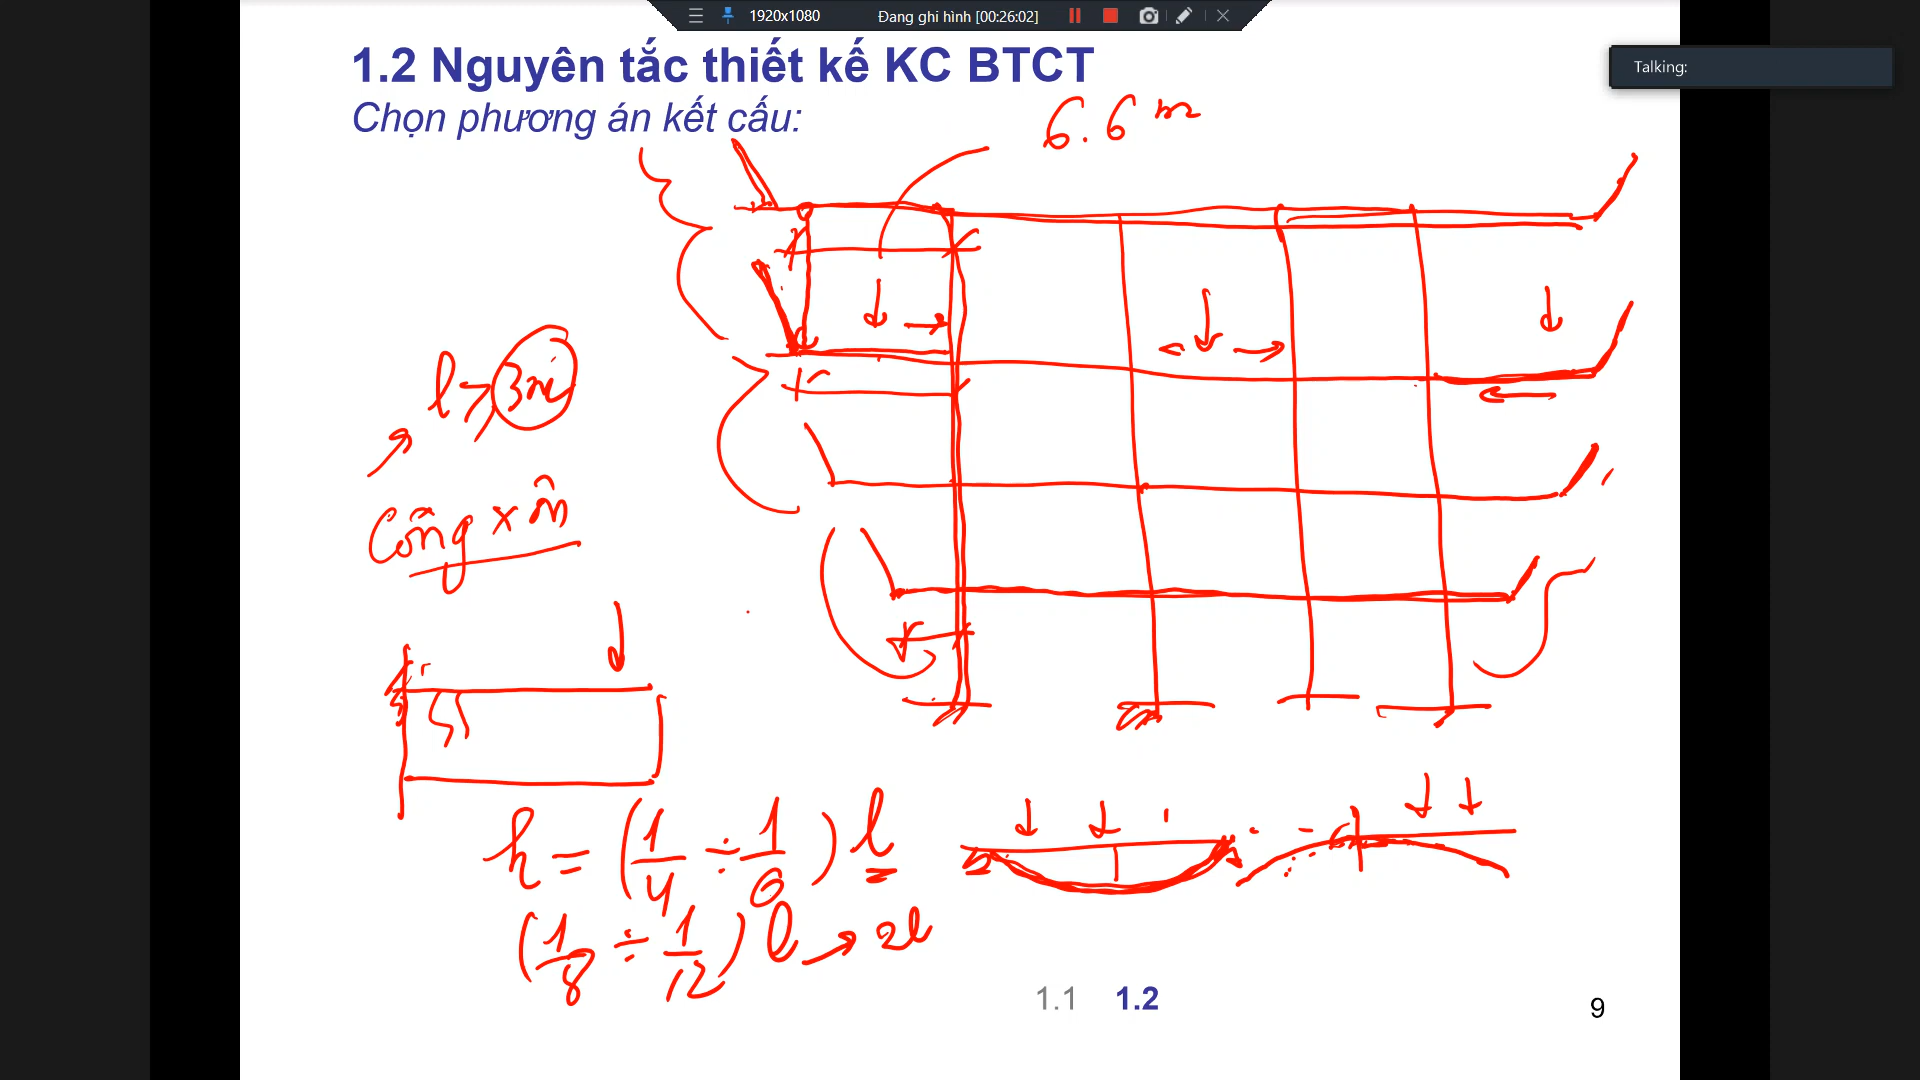 1920x1080 Đang ghi hình [00:26:02]
Talking:
1.2 Nguyên tắc thiết kế KC BTCT
Chọn phương án kết cấu:
6.6 m
l ≥ 3m
Công xôn
h = (1/4 ÷ 1/6) l
(1/8 ÷ 1/12) l → 2l
1.1 1.2
9